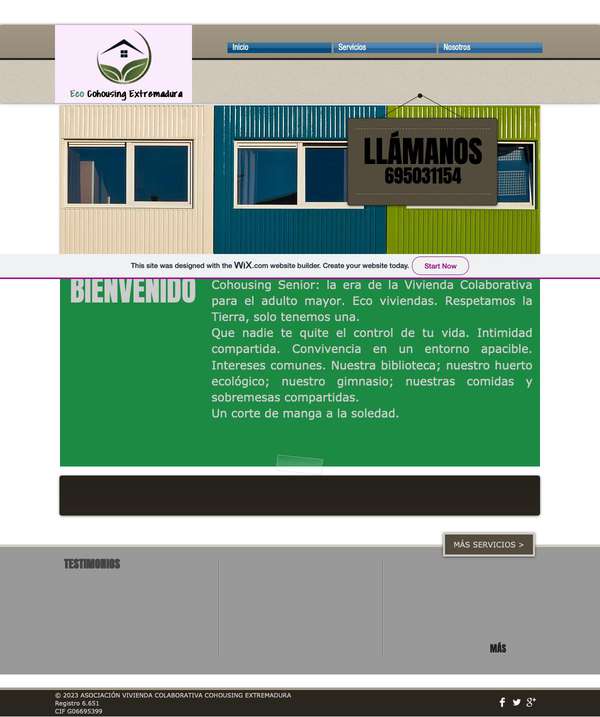 Eco Cohousing Extremadura
Inicio
Servicios
Nosotros
LLÁMANOS
695031154
This site was designed with the WiX.com website builder. Create your website today.
Start Now
BIENVENIDO
Cohousing Senior: la era de la Vivienda Colaborativa
para el adulto mayor. Eco viviendas. Respetamos la
Tierra, solo tenemos una.
Que nadie te quite el control de tu vida. Intimidad
compartida. Convivencia en un entorno apacible.
Intereses comunes. Nuestra biblioteca; nuestro huerto
ecológico; nuestro gimnasio; nuestras comidas y
sobremesas compartidas.
Un corte de manga a la soledad.
MÁS SERVICIOS >
TESTIMONIOS
MÁS
© 2023 ASOCIACIÓN VIVIENDA COLABORATIVA COHOUSING EXTREMADURA
Registro 6.651
CIF G06695399